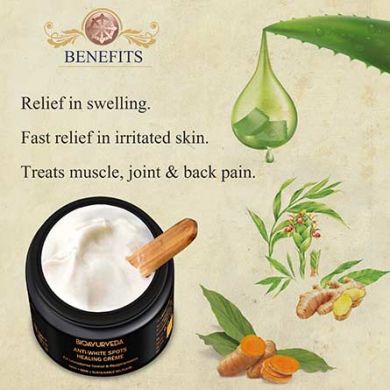 BENEFITS
Relief in swelling.
Fast relief in irritated skin.
Treats muscle, joint & back pain.
BIOAYURVEDA
ANTI-WHITE SPOTS
HEALING CRÈME